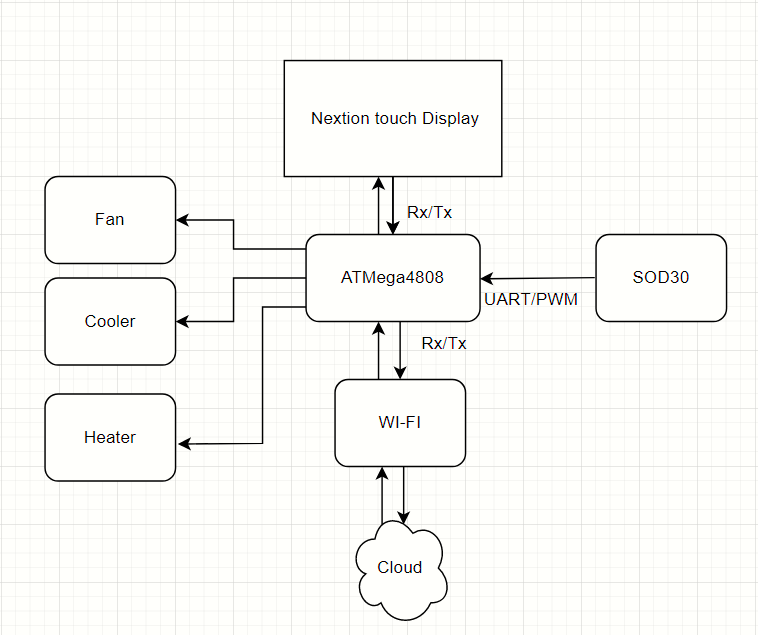 Nextion touch Display
Rx/Tx
Fan
ATMega4808
SOD30
UART/PWM
Cooler
Rx/Tx
WI-FI
Heater
Cloud